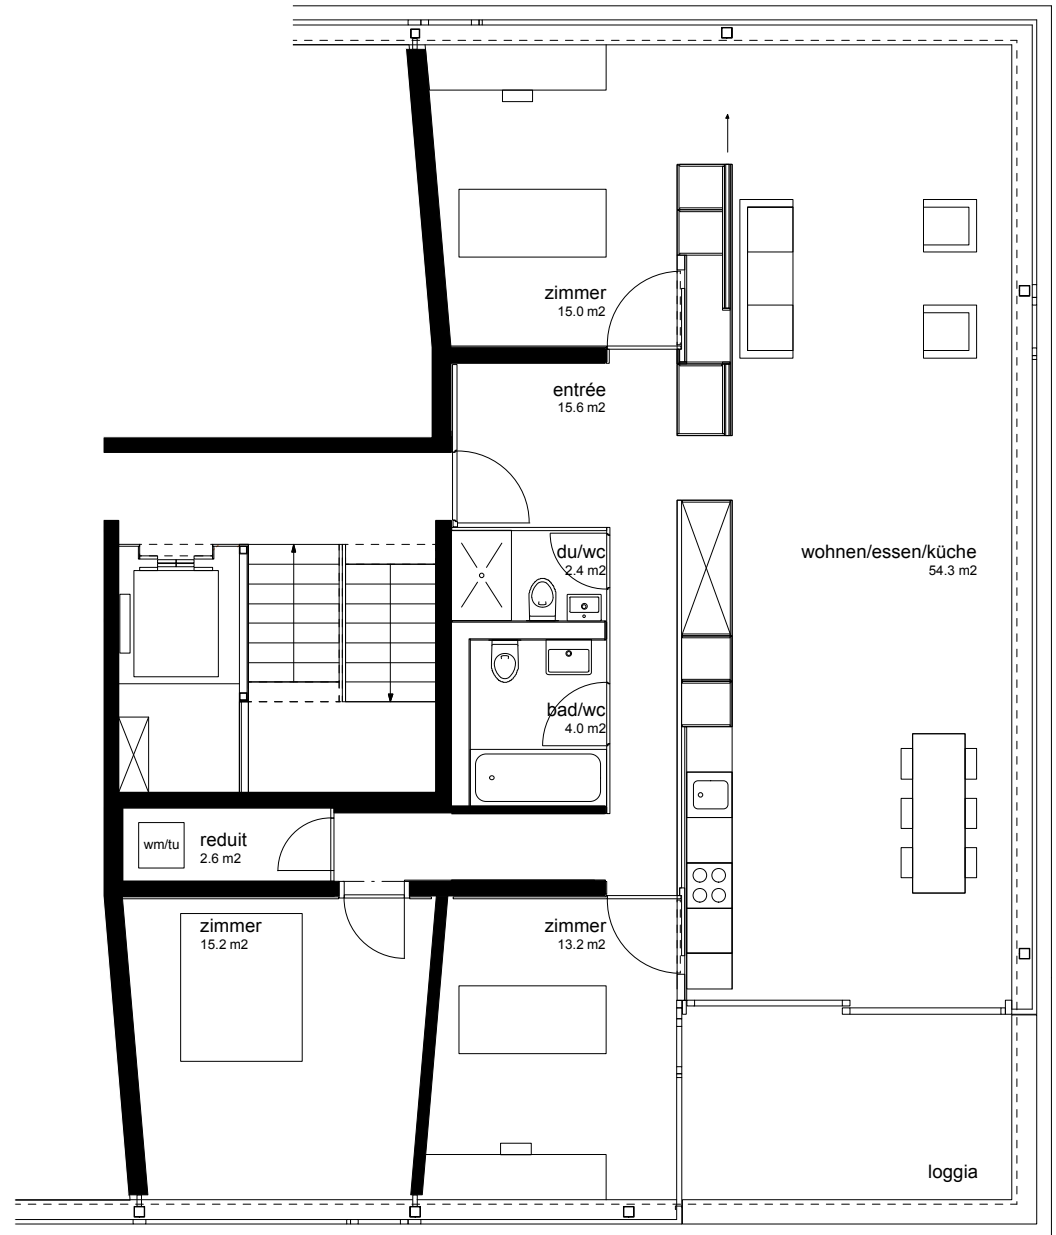 zimmer
15.0 m2
entrée
15.6 m2
du/wc
2.4 m2
wohnen/essen/küche
54.3 m2
bad/wc
4.0 m2
wm/tu
reduit
2.6 m2
zimmer
15.2 m2
zimmer
13.2 m2
loggia